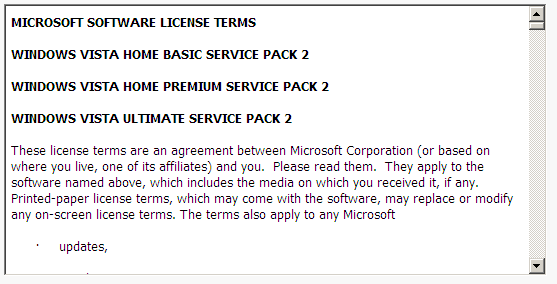 MICROSOFT SOFTWARE LICENSE TERMS
WINDOWS VISTA HOME BASIC SERVICE PACK 2
WINDOWS VISTA HOME PREMIUM SERVICE PACK 2
WINDOWS VISTA ULTIMATE SERVICE PACK 2
These license terms are an agreement between Microsoft Corporation (or based on
where you live, one of its affiliates) and you.  Please read them.  They apply to the
software named above, which includes the media on which you received it, if any.
Printed-paper license terms, which may come with the software, may replace or modify
any on-screen license terms. The terms also apply to any Microsoft
· updates,